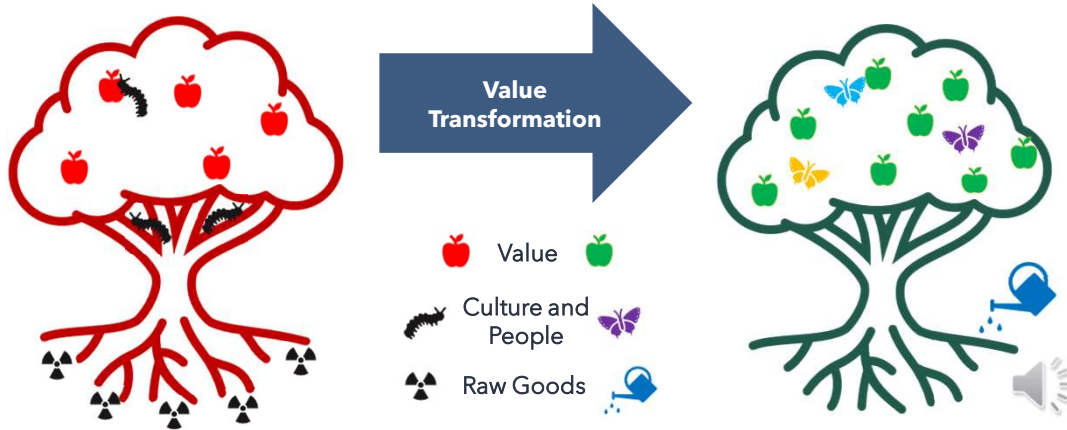 Value
Transformation
Value
Culture and
People
Raw Goods